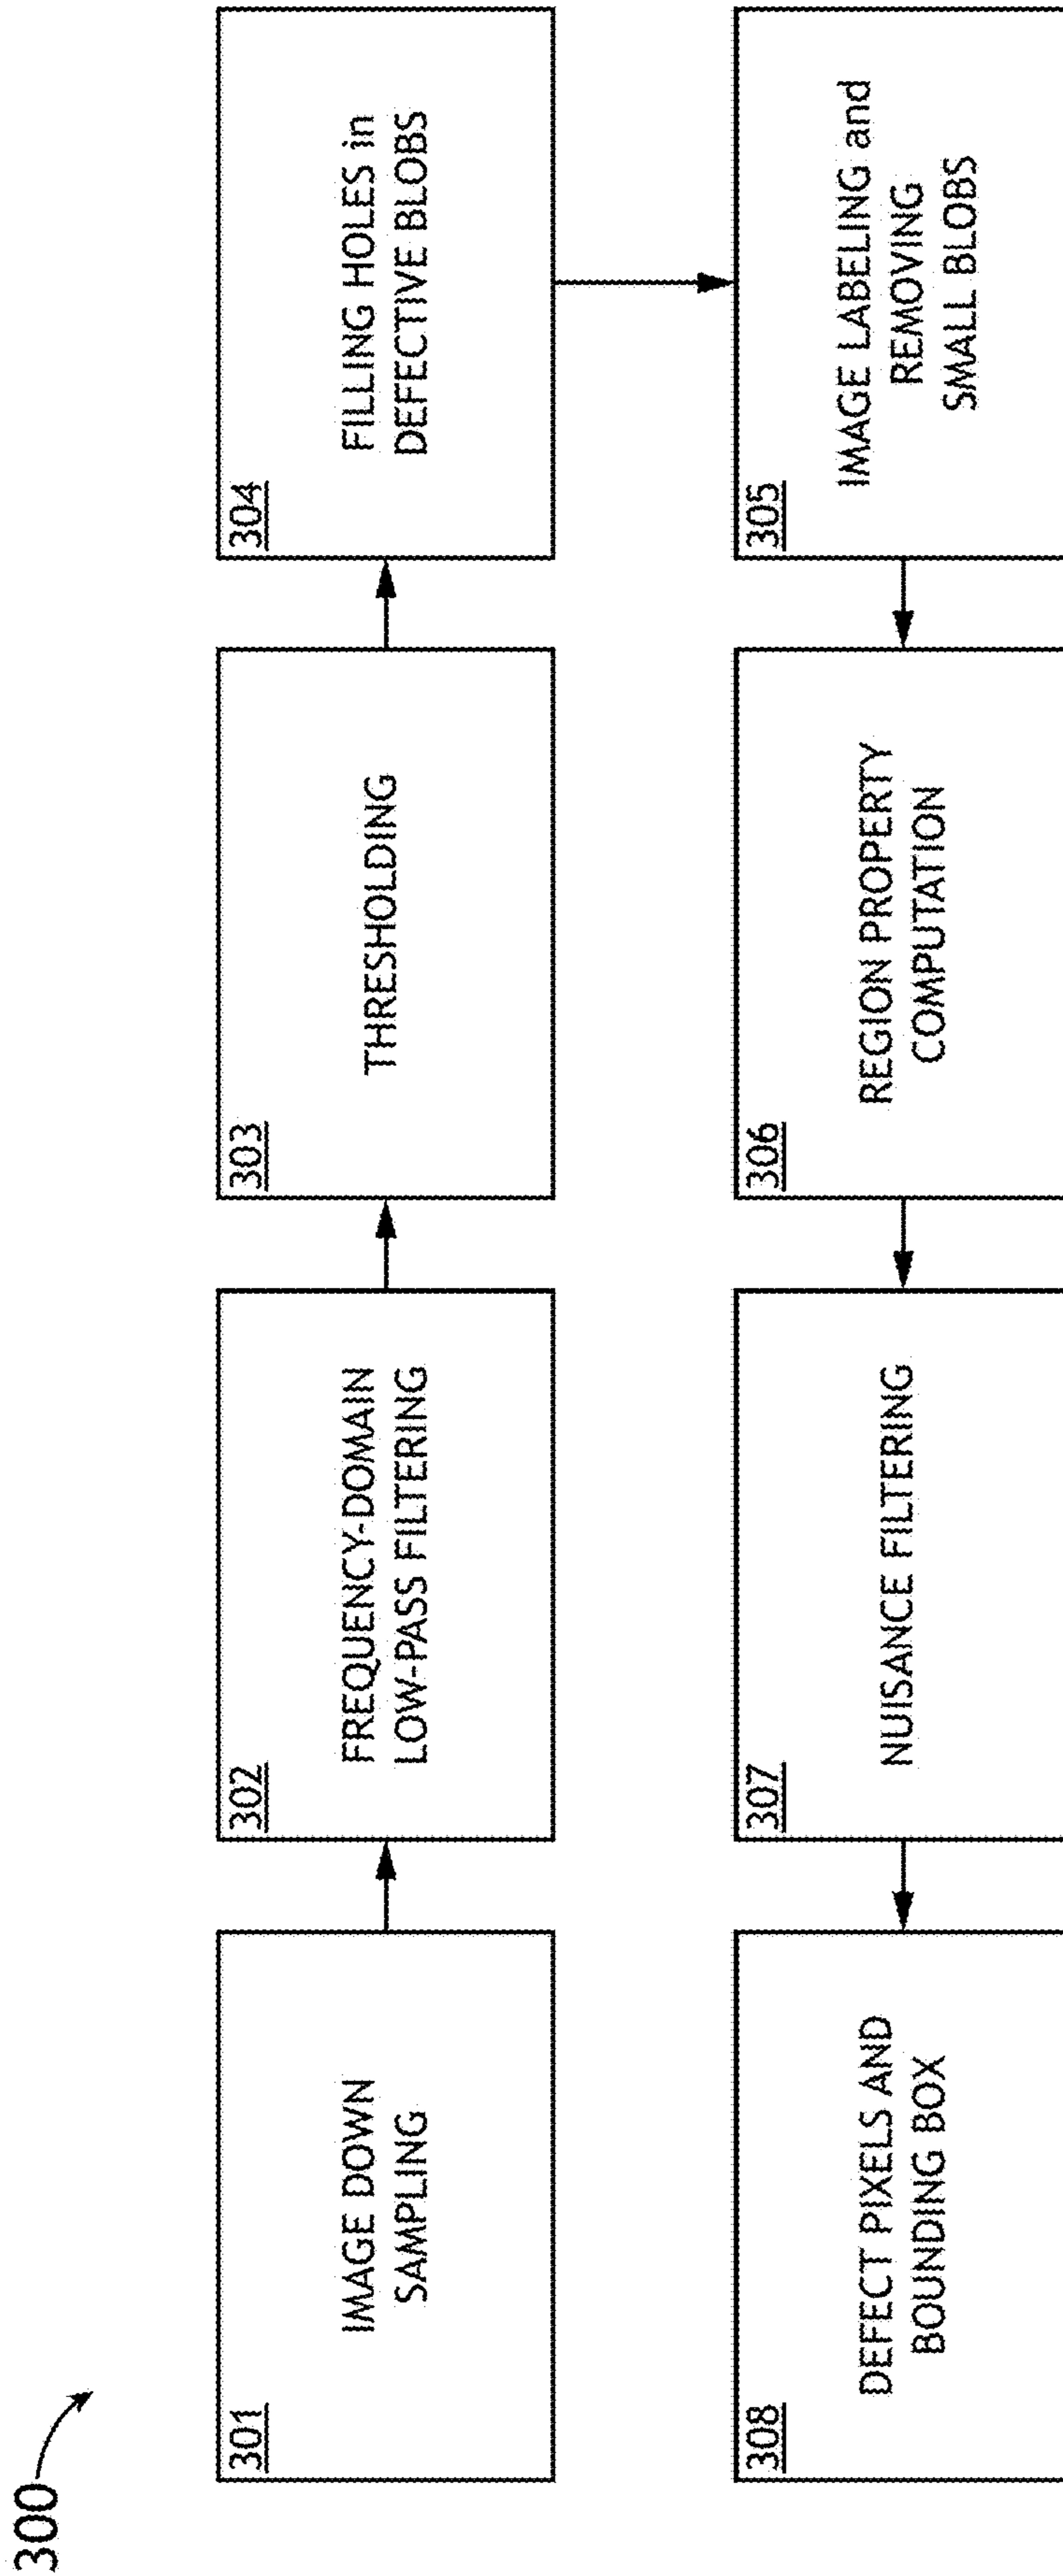 300
301
IMAGE DOWN
SAMPLING
302
FREQUENCY-DOMAIN
LOW-PASS FILTERING
303
THRESHOLDING
304
FILLING HOLES in
DEFECTIVE BLOBS
305
IMAGE LABELING and
REMOVING
SMALL BLOBS
306
REGION PROPERTY
COMPUTATION
307
NUISANCE FILTERING
308
DEFECT PIXELS AND
BOUNDING BOX